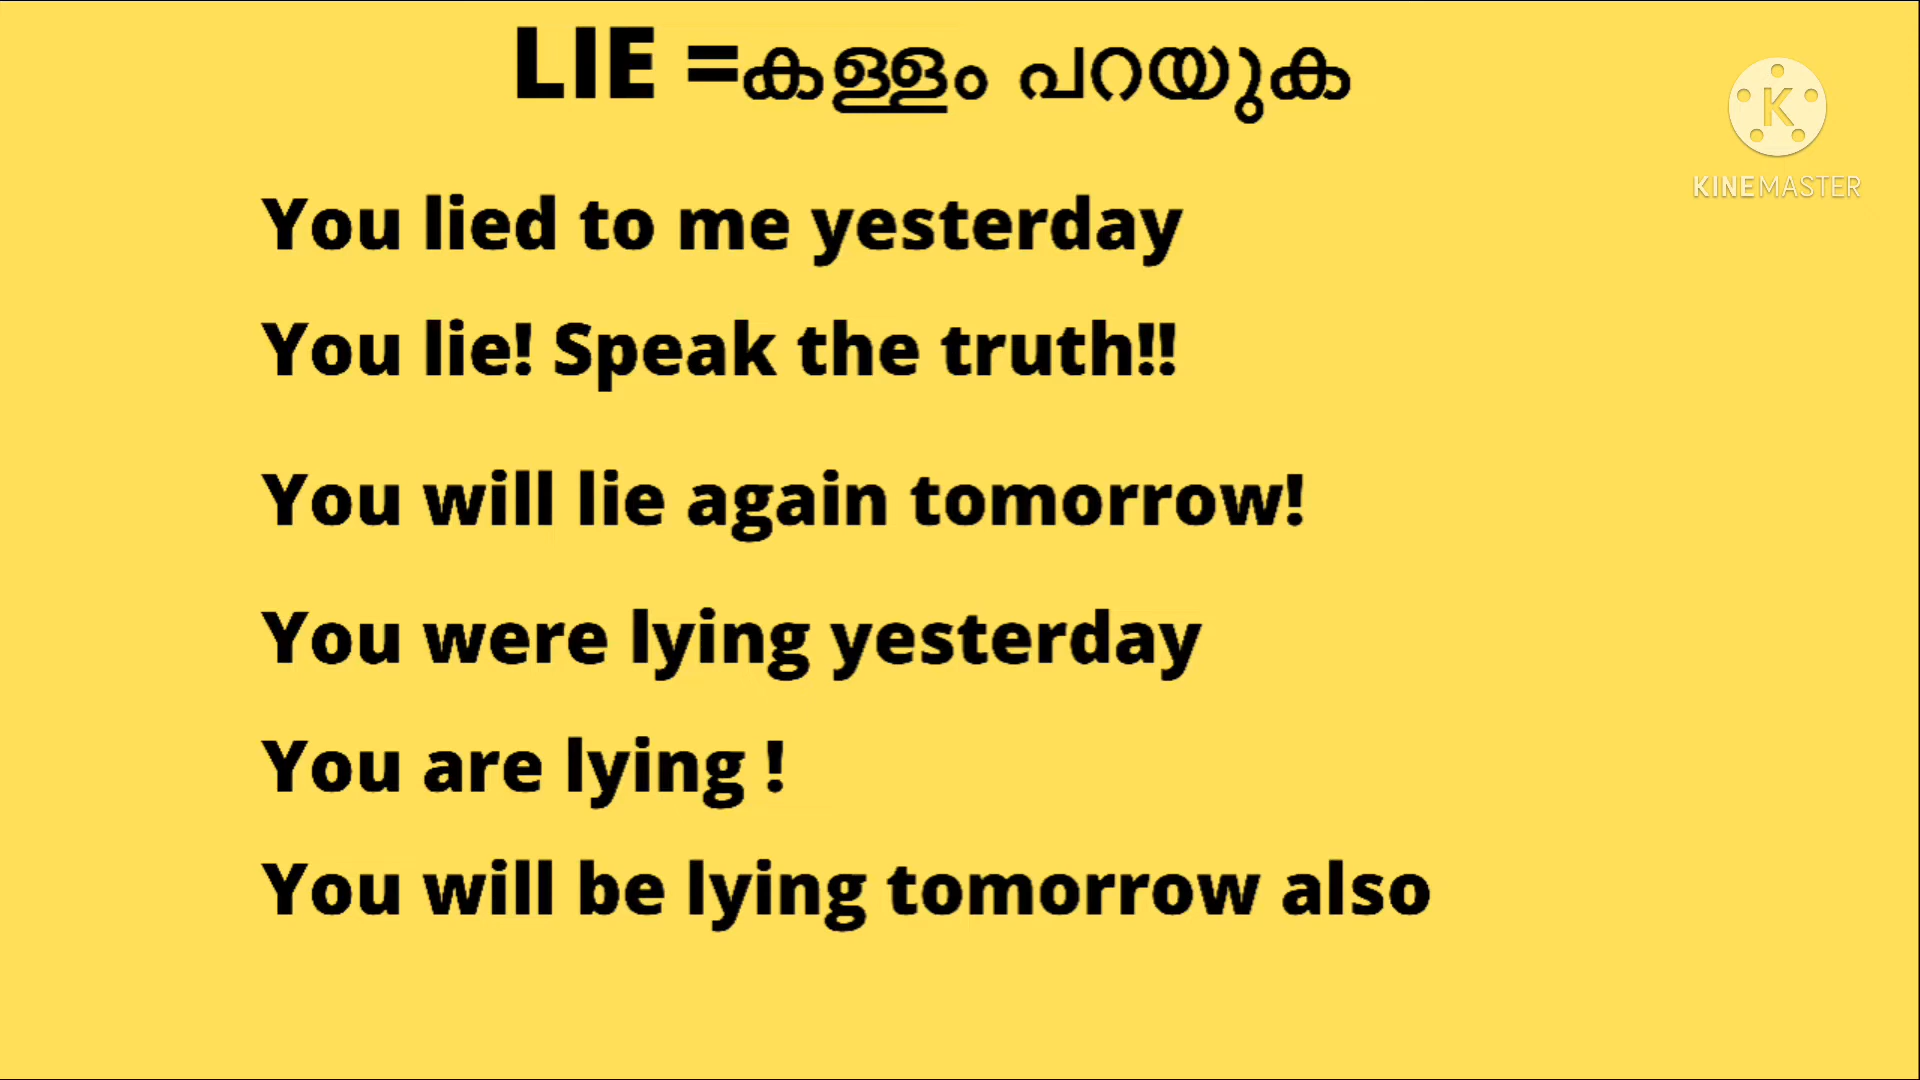 LIE =കള്ളം പറയുക
K
KINEMASTER
You lied to me yesterday
You lie! Speak the truth!!
You will lie again tomorrow!
You were lying yesterday
You are lying !
You will be lying tomorrow also